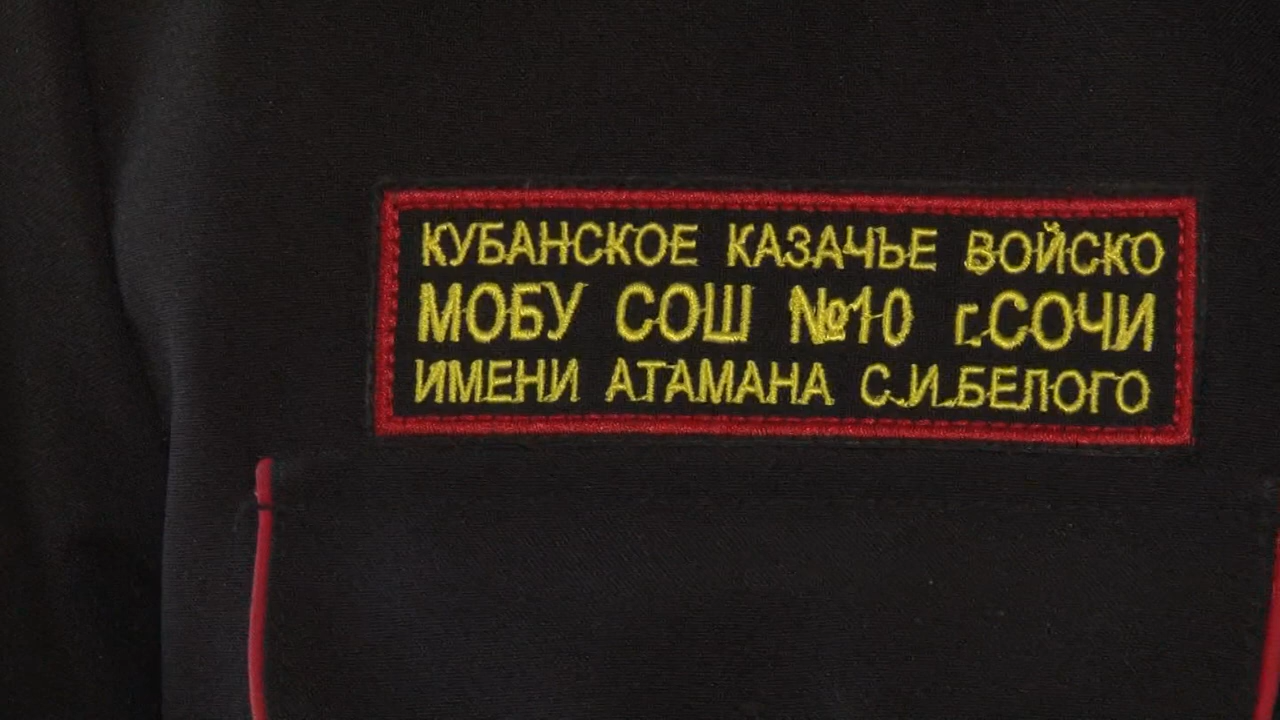 КУБАНСКОЕ КАЗАЧЬЕ ВОЙСКО
МОБУ СОШ №10 г.СОЧИ
ИМЕНИ АТАМАНА С.И.БЕЛОГО